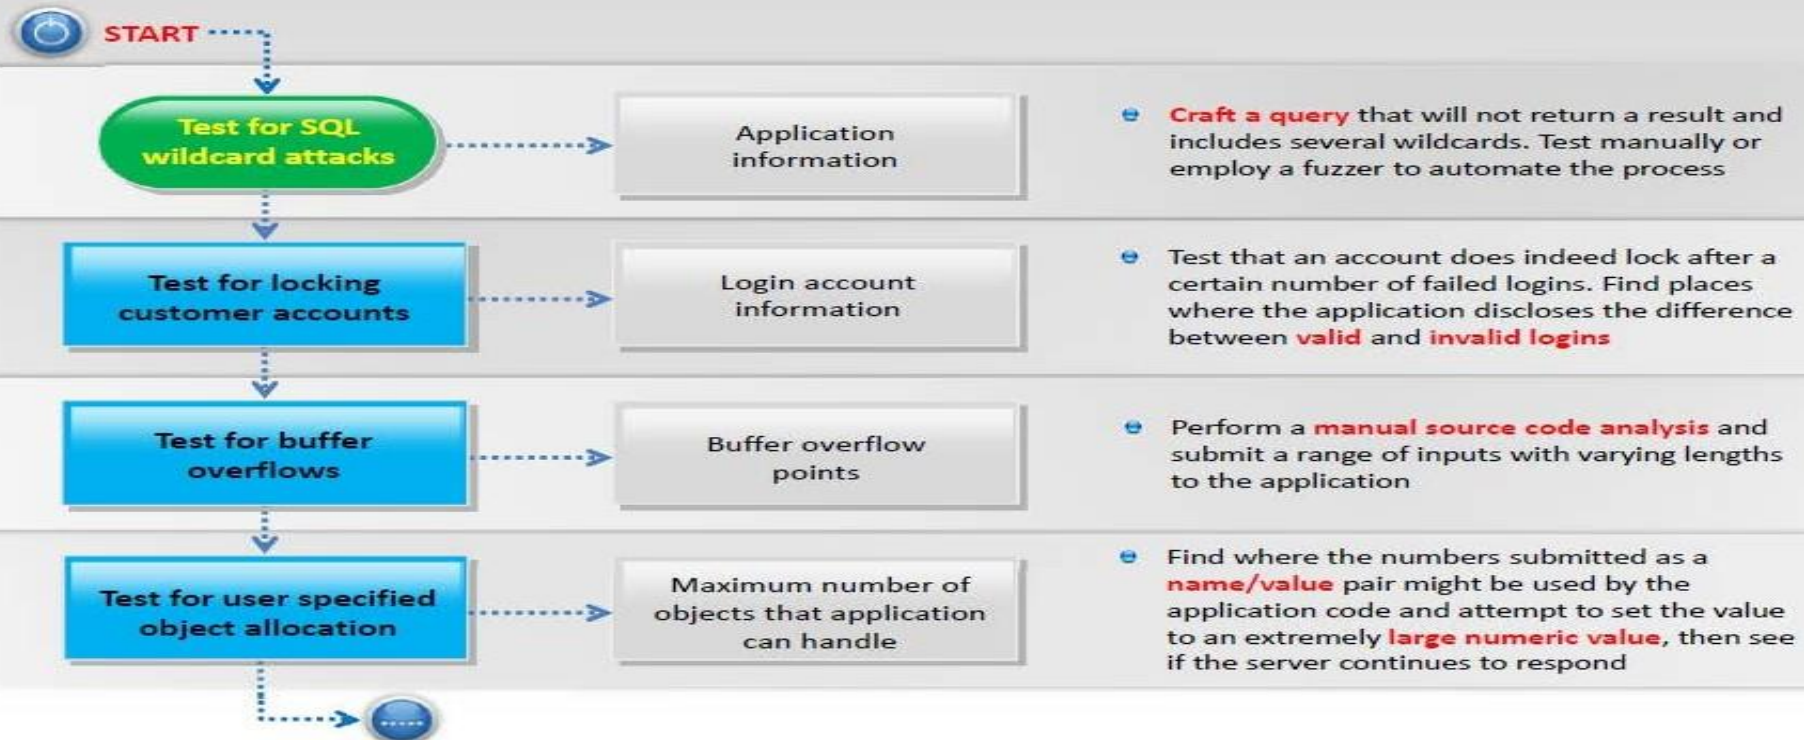 START
Test for SQL
wildcard attacks
Application
information
Craft a query that will not return a result and
includes several wildcards. Test manually or
employ a fuzzer to automate the process
Test for locking
customer accounts
Login account
information
Test that an account does indeed lock after a
certain number of failed logins. Find places
where the application discloses the difference
between valid and invalid logins
Test for buffer
overflows
Buffer overflow
points
Perform a manual source code analysis and
submit a range of inputs with varying lengths
to the application
Test for user specified
object allocation
Maximum number of
objects that application
can handle
Find where the numbers submitted as a
name/value pair might be used by the
application code and attempt to set the value
to an extremely large numeric value, then see
if the server continues to respond